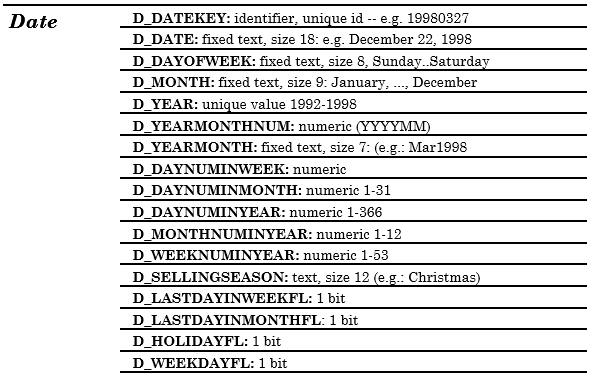 Date
D_DATEKEY: identifier, unique id -- e.g. 19980327
D_DATE: fixed text, size 18: e.g. December 22, 1998
D_DAYOFWEEK: fixed text, size 8, Sunday..Saturday
D_MONTH: fixed text, size 9: January, ..., December
D_YEAR: unique value 1992-1998
D_YEARMONTHNUM: numeric (YYYYMM)
D_YEARMONTH: fixed text, size 7: (e.g.: Mar1998
D_DAYNUMINWEEK: numeric
D_DAYNUMINMONTH: numeric 1-31
D_DAYNUMINYEAR: numeric 1-366
D_MONTHNUMINYEAR: numeric 1-12
D_WEEKNUMINYEAR: numeric 1-53
D_SELLINGSEASON: text, size 12 (e.g.: Christmas)
D_LASTDAYINWEEKFL: 1 bit
D_LASTDAYINMONTHFL: 1 bit
D_HOLIDAYFL: 1 bit
D_WEEKDAYFL: 1 bit